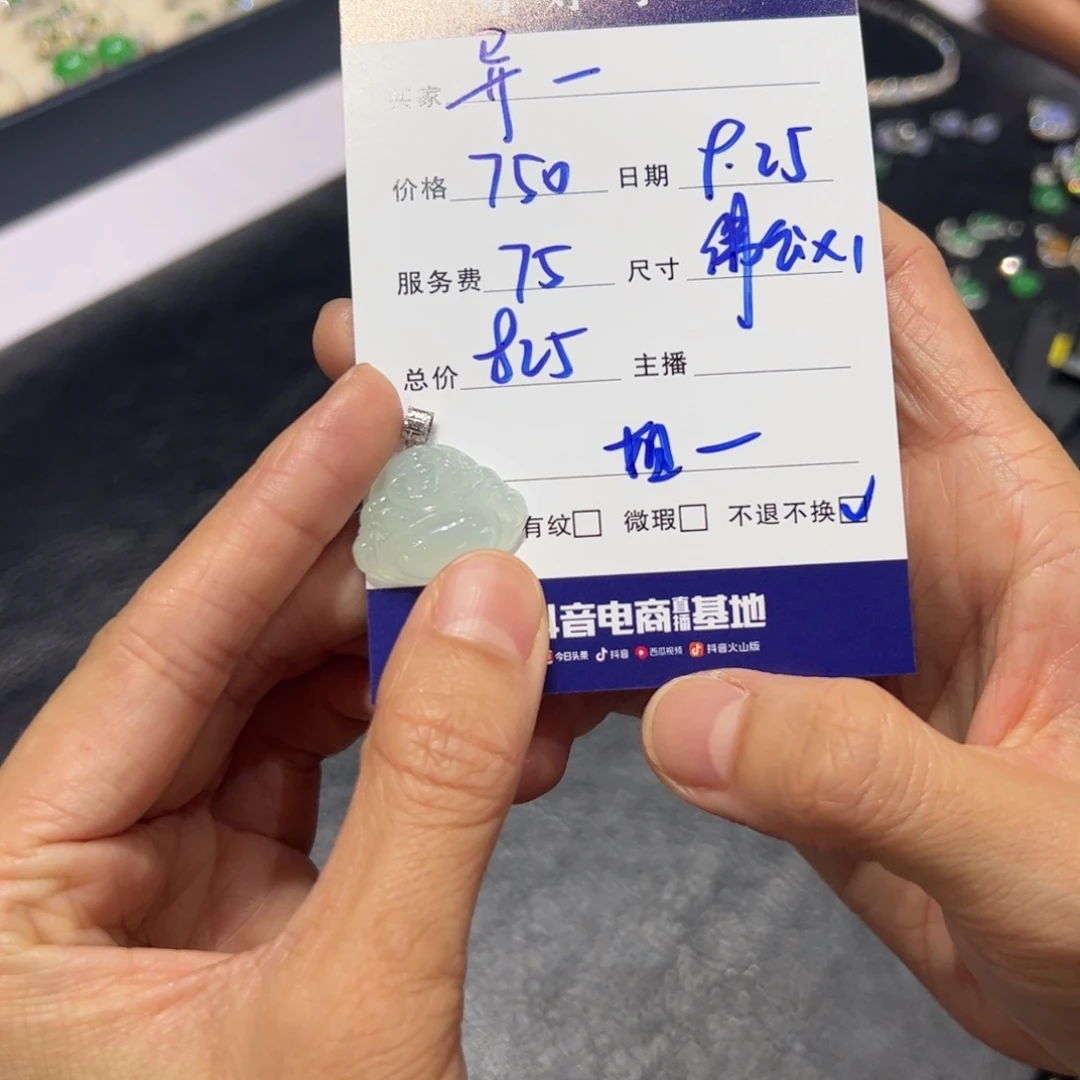 买家 异一
价格 750 日期 9.25
服务费 75 尺寸 佛公x1
总价 825 主播
有纹□ 微瑕□ 不退不换☑
抖音电商直播基地
今日头条 抖音 西瓜视频 抖音火山版